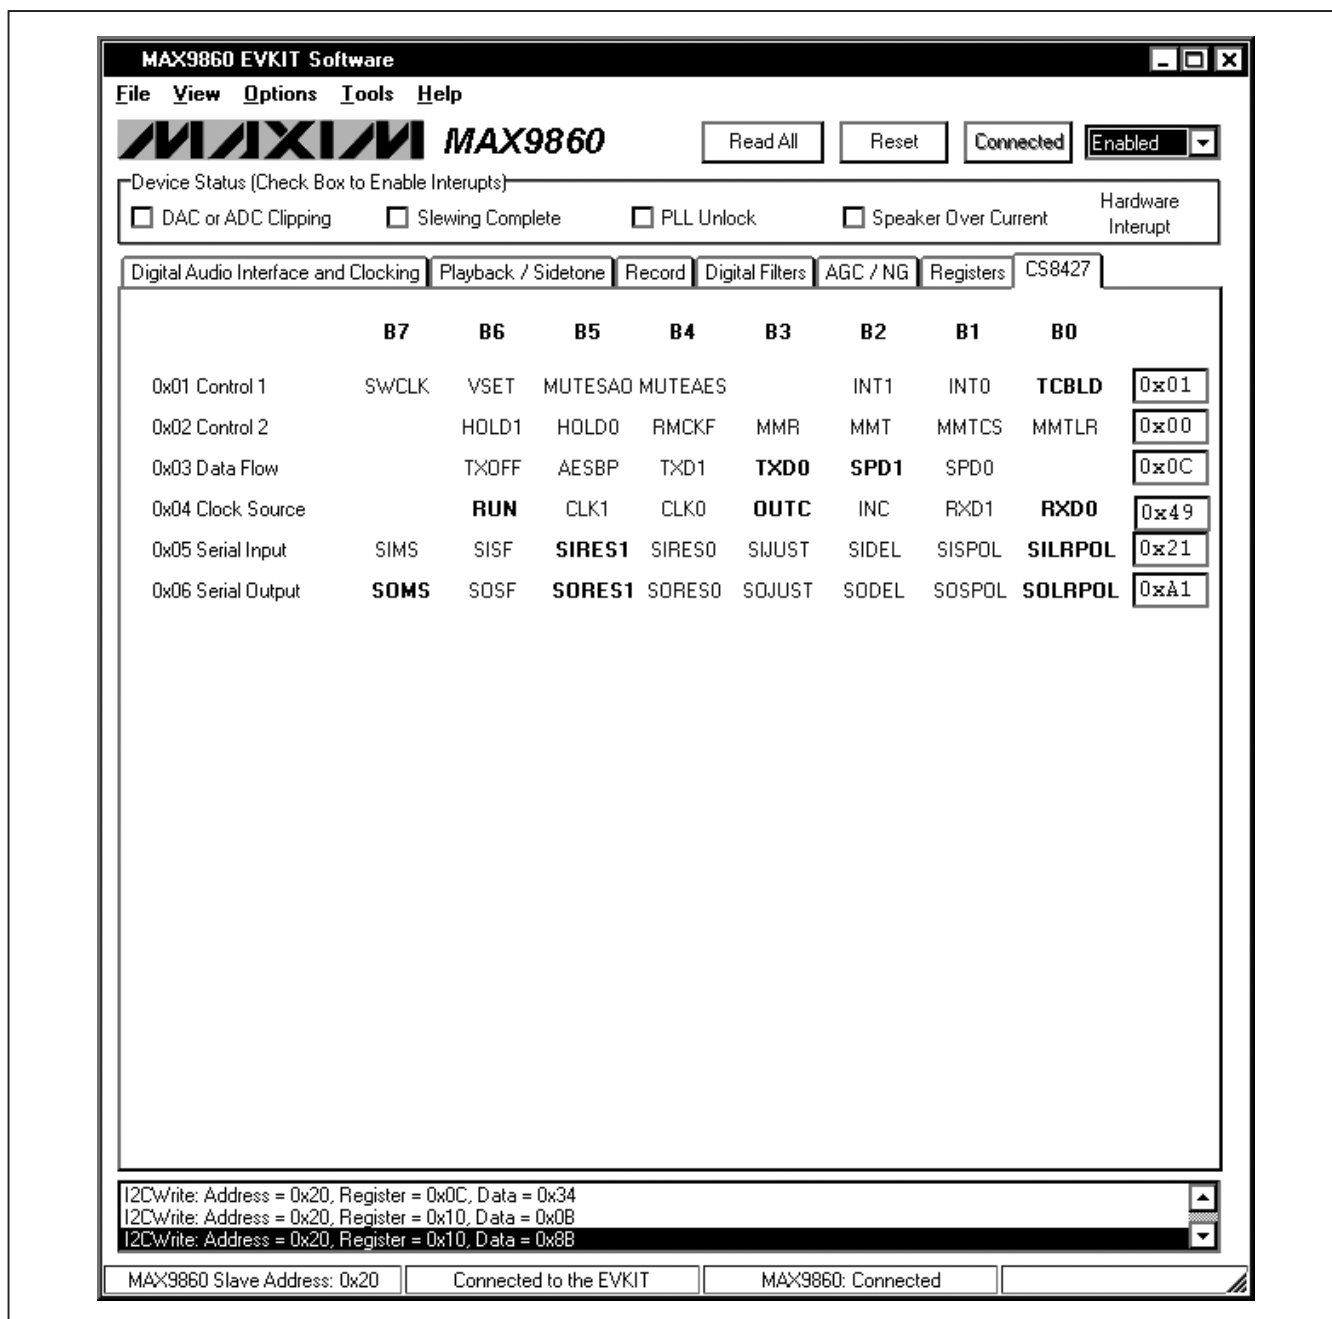 MAX9860 EVKIT Software
File View Options Tools Help
MAXIM MAX9860 Read All Reset Connected Enabled
Device Status (Check Box to Enable Interupts)
DAC or ADC Clipping Slewing Complete PLL Unlock Speaker Over Current Hardware Interupt
Digital Audio Interface and Clocking Playback / Sidetone Record Digital Filters AGC / NG Registers CS8427
B7 B6 B5 B4 B3 B2 B1 B0
0x01 Control 1 SWCLK VSET MUTESAO MUTEAES INT1 INT0 TCBLD 0x01
0x02 Control 2 HOLD1 HOLD0 RMCKF MMR MMT MMTCS MMTLR 0x00
0x03 Data Flow TXOFF AESBP TXD1 TXD0 SPD1 SPD0 0x0C
0x04 Clock Source RUN CLK1 CLK0 OUTC INC RXD1 RXD0 0x49
0x05 Serial Input SIMS SISF SIRES1 SIRES0 SIJUST SIDEL SISPOL SILRPOL 0x21
0x06 Serial Output SOMS SOSF SORES1 SORES0 SOJUST SODEL SOSPOL SOLRPOL 0xA1
I2CWrite: Address = 0x20, Register = 0x0C, Data = 0x34
I2CWrite: Address = 0x20, Register = 0x10, Data = 0x0B
I2CWrite: Address = 0x20, Register = 0x10, Data = 0x8B
MAX9860 Slave Address: 0x20 Connected to the EVKIT MAX9860: Connected